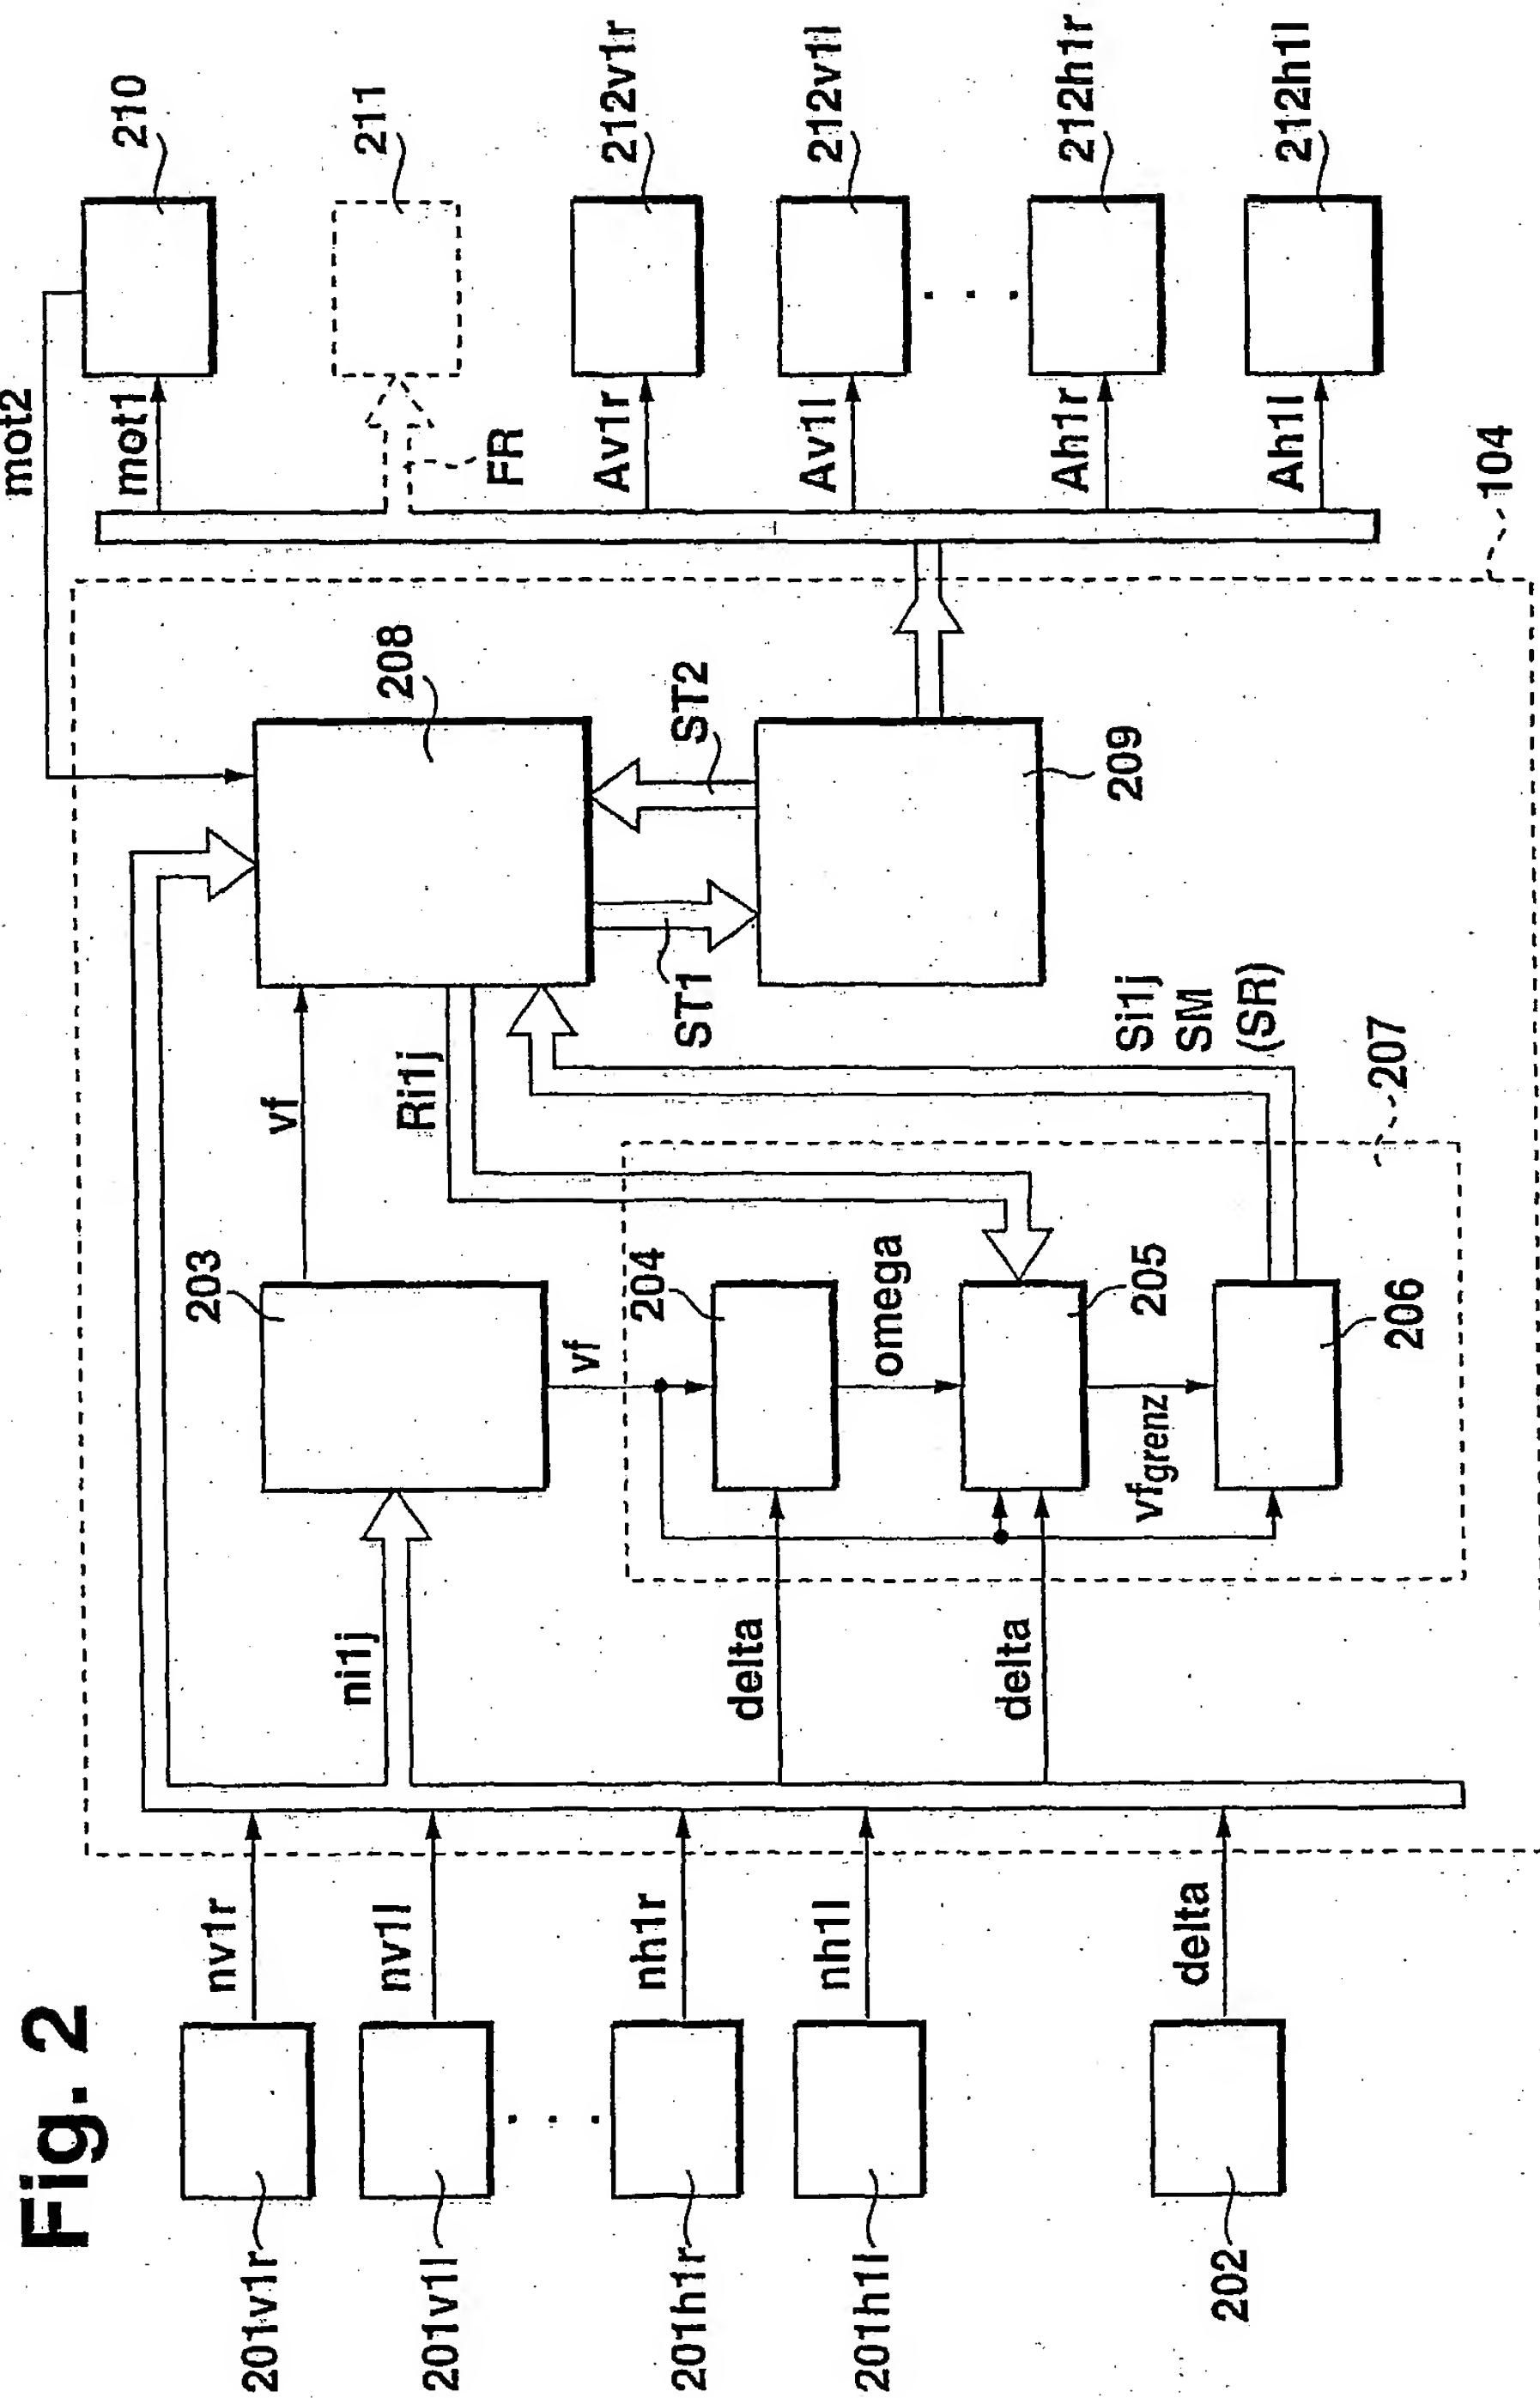 Fig. 2
201v1r
201v1l
201h1r
201h1l
202
nv1r
nv1l
nh1r
nh1l
delta
ni1j
delta
delta
203
vf
204
omega
205
vfgrenz
206
207
vf
Ri1j
Si1j
SM
(SR)
208
ST1
ST2
209
104
mot2
mot1
FR
Av1r
Av1l
Ah1r
Ah1l
210
211
212v1r
212v1l
212h1r
212h1l